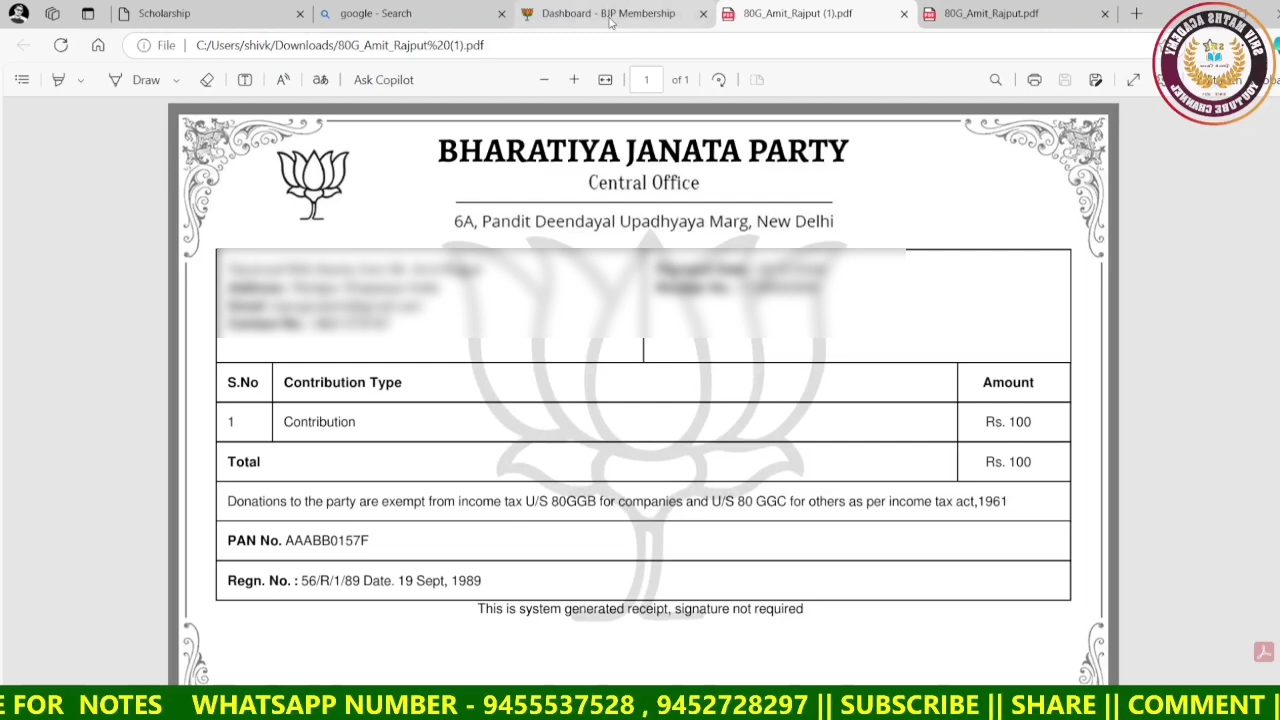 Scholarship
google - Search
Dashboard - BJP Membership
80G_Amit_Rajput (1).pdf
80G_Amit_Rajput.pdf
File C:/Users/shivk/Downloads/80G_Amit_Rajput%20(1).pdf
Draw
Ask Copilot
1 of 1
SHIV MATHS ACADEMY
YOUTUBE CHANNEL
BHARATIYA JANATA PARTY
Central Office
6A, Pandit Deendayal Upadhyaya Marg, New Delhi
S.No Contribution Type Amount
1 Contribution Rs. 100
Total Rs. 100
Donations to the party are exempt from income tax U/S 80GGB for companies and U/S 80 GGC for others as per income tax act,1961
PAN No. AAABB0157F
Regn. No. : 56/R/1/89 Date. 19 Sept, 1989
This is system generated receipt, signature not required
E FOR NOTES WHATSAPP NUMBER - 9455537528 , 9452728297 || SUBSCRIBE || SHARE || COMMENT